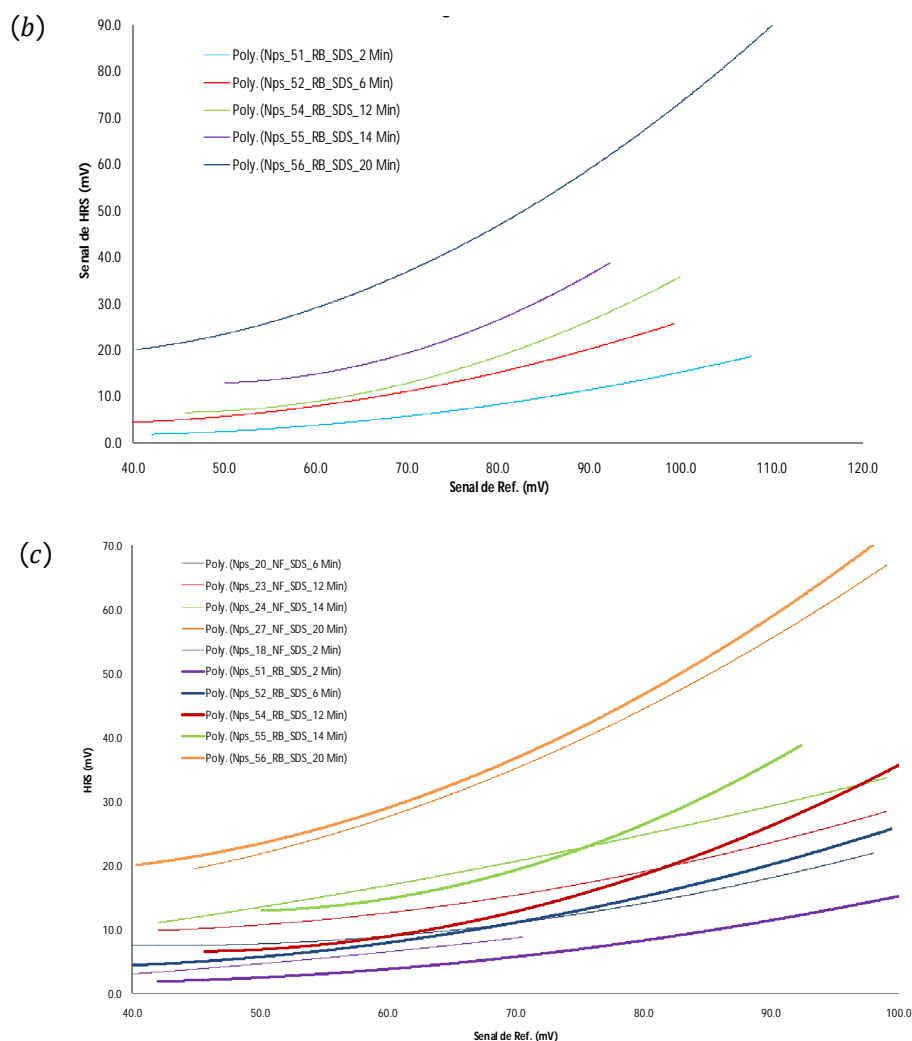 (b)
90.0
80.0
70.0
60.0
50.0
40.0
30.0
20.0
10.0
0.0
Senal de HRS (mV)
Poly. (Nps_51_RB_SDS_2 Min)
Poly. (Nps_52_RB_SDS_6 Min)
Poly. (Nps_54_RB_SDS_12 Min)
Poly. (Nps_55_RB_SDS_14 Min)
Poly. (Nps_56_RB_SDS_20 Min)
40.0 50.0 60.0 70.0 80.0 90.0 100.0 110.0 120.0
Senal de Ref. (mV)
(c)
70.0
60.0
50.0
40.0
30.0
20.0
10.0
0.0
HRS (mV)
Poly. (Nps_20_NF_SDS_6 Min)
Poly. (Nps_23_NF_SDS_12 Min)
Poly. (Nps_24_NF_SDS_14 Min)
Poly. (Nps_27_NF_SDS_20 Min)
Poly. (Nps_18_NF_SDS_2 Min)
Poly. (Nps_51_RB_SDS_2 Min)
Poly. (Nps_52_RB_SDS_6 Min)
Poly. (Nps_54_RB_SDS_12 Min)
Poly. (Nps_55_RB_SDS_14 Min)
Poly. (Nps_56_RB_SDS_20 Min)
40.0 50.0 60.0 70.0 80.0 90.0 100.0
Senal de Ref. (mV)